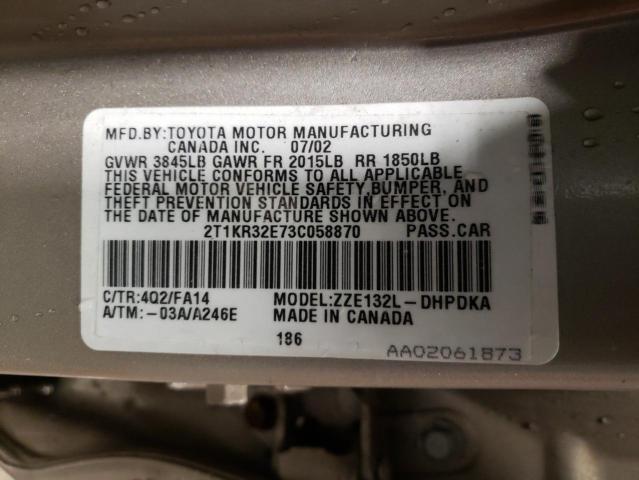 MFD.BY:TOYOTA MOTOR MANUFACTURING
CANADA INC. 07/02
GVWR 3845LB GAWR FR 2015LB RR 1850LB
THIS VEHICLE CONFORMS TO ALL APPLICABLE
FEDERAL MOTOR VEHICLE SAFETY,BUMPER, AND
THEFT PREVENTION STANDARDS IN EFFECT ON
THE DATE OF MANUFACTURE SHOWN ABOVE.
2T1KR32E73C058870 PASS.CAR
C/TR:4Q2/FA14 MODEL:ZZE132L-DHPDKA
A/TM:-03A/A246E MADE IN CANADA
186
AA02061873